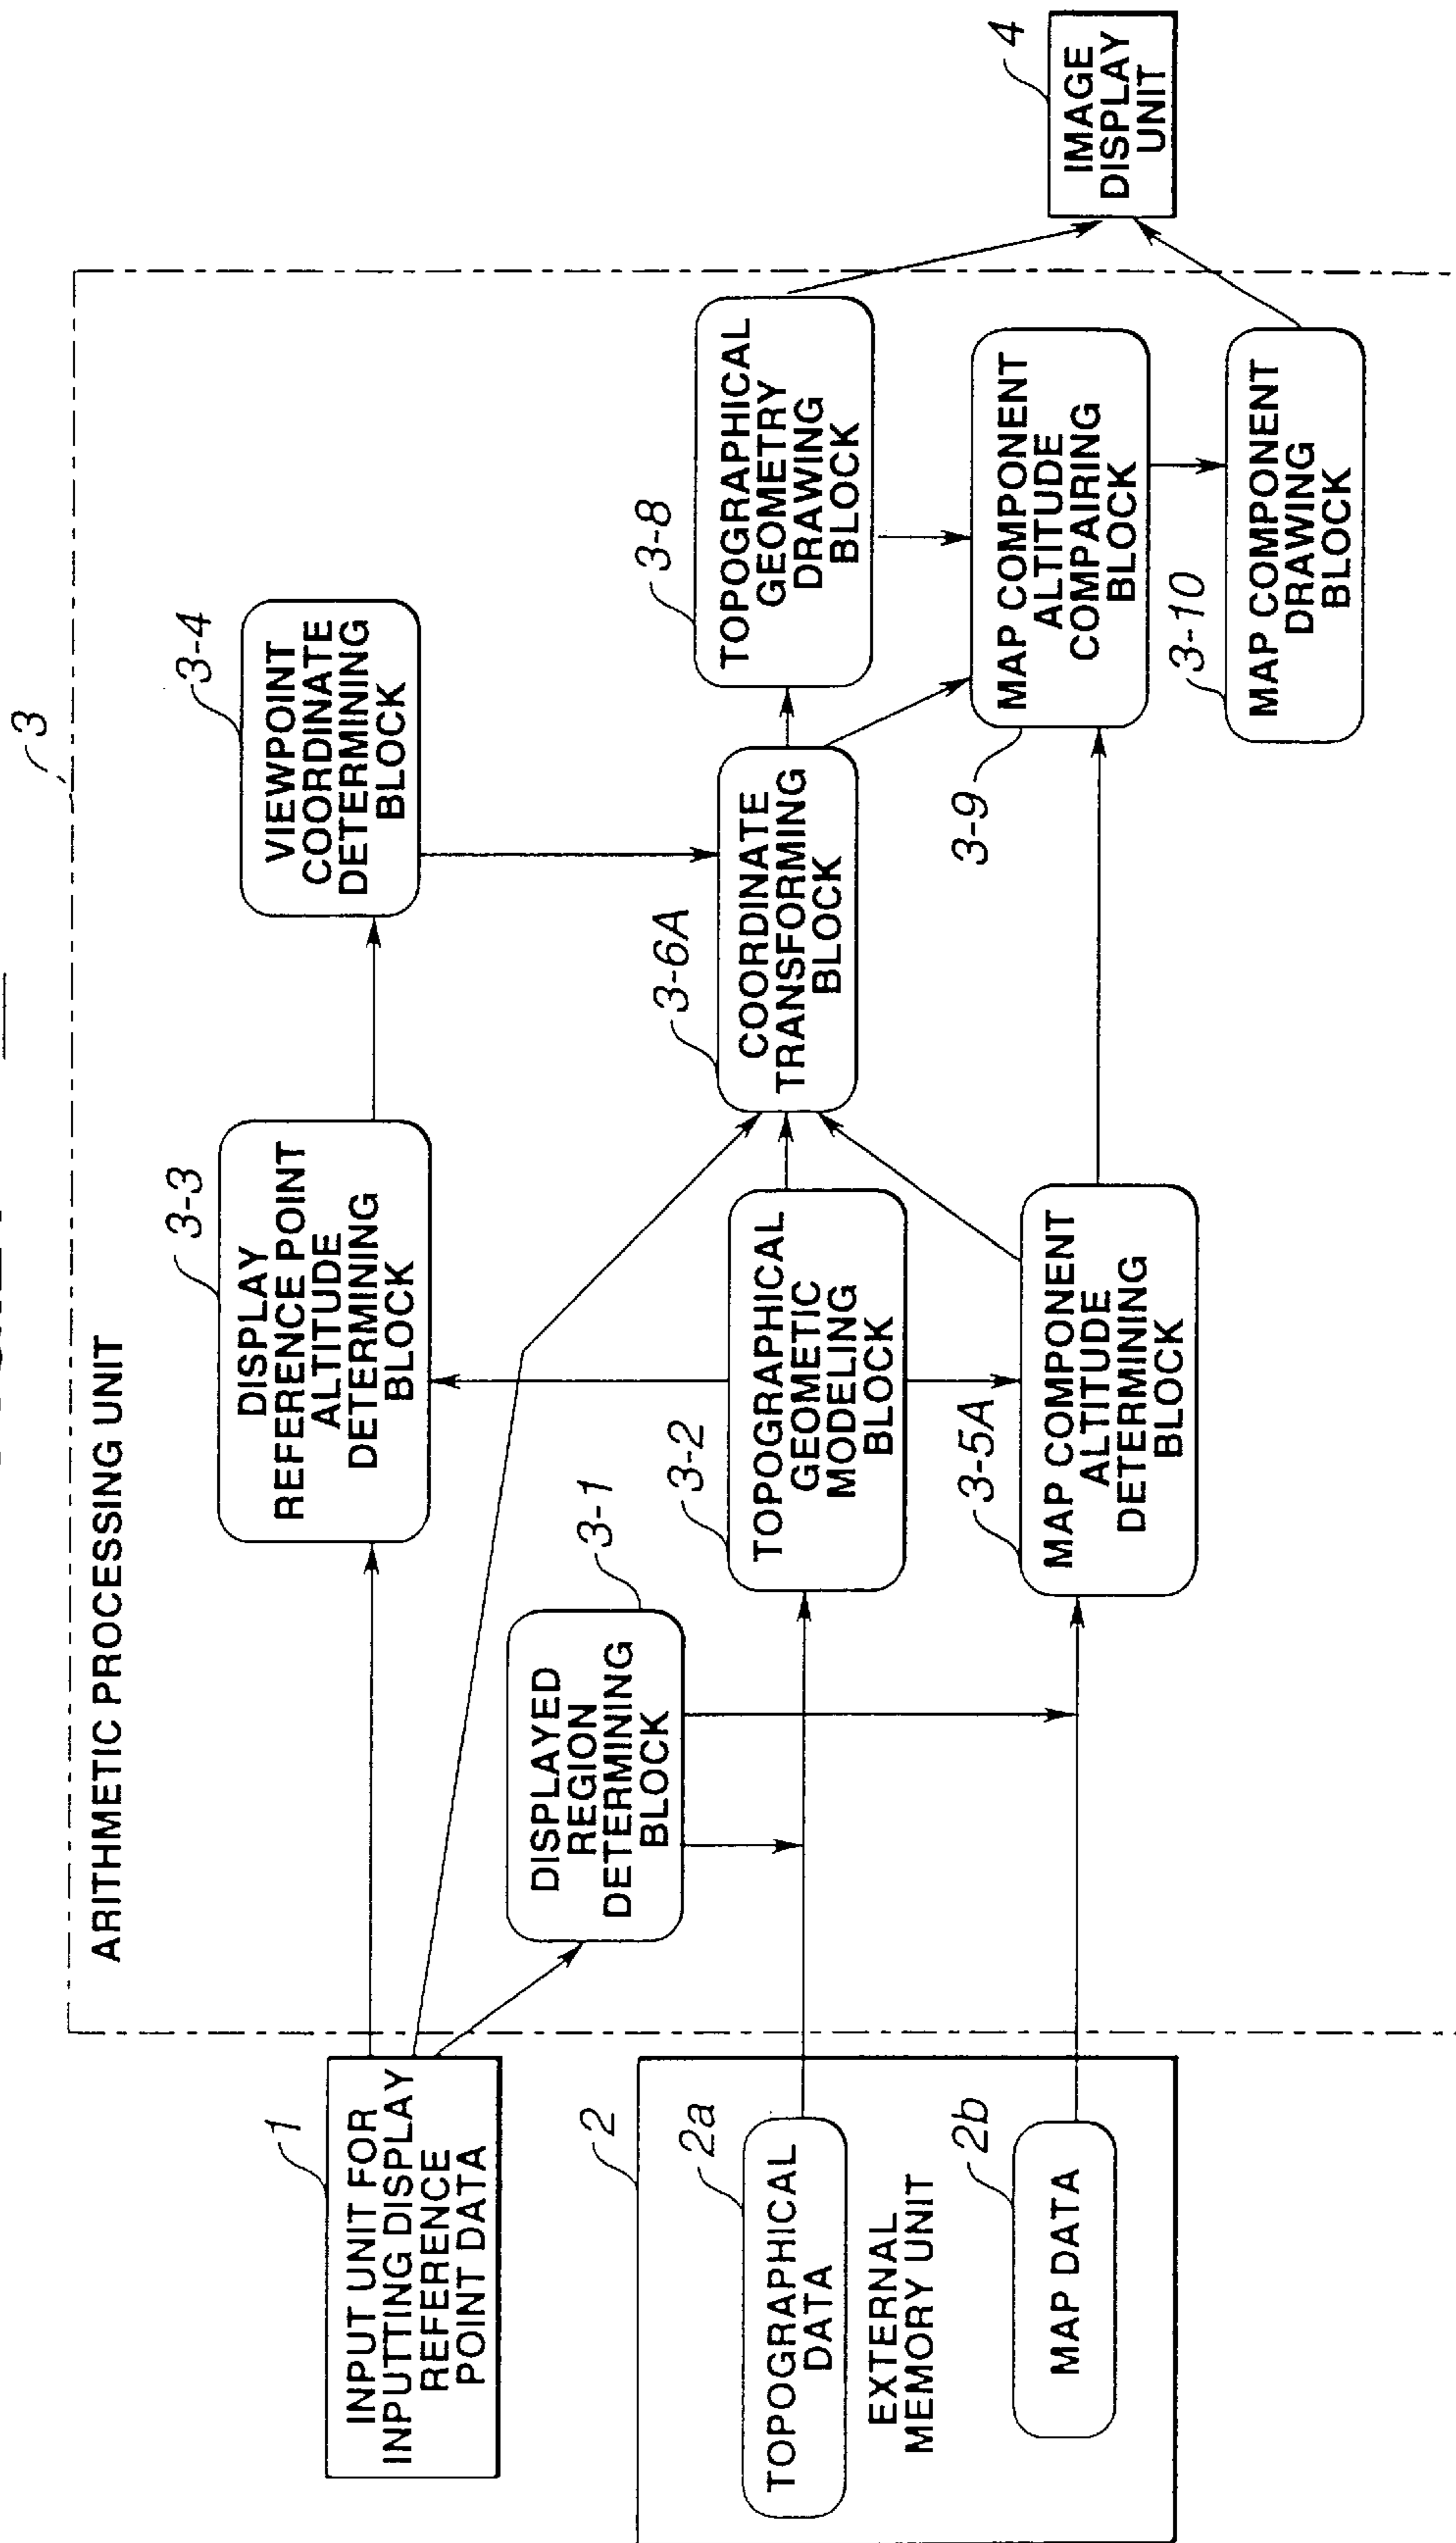 3
ARITHMETIC PROCESSING UNIT
1
INPUT UNIT FOR
INPUTTING DISPLAY
REFERENCE
POINT DATA
2
2a
TOPOGRAPHICAL
DATA
EXTERNAL
MEMORY UNIT
2b
MAP DATA
3-1
DISPLAYED
REGION
DETERMINING
BLOCK
3-3
DISPLAY
REFERENCE POINT
ALTITUDE
DETERMINING
BLOCK
3-2
TOPOGRAPHICAL
GEOMETIC
MODELING
BLOCK
3-5A
MAP COMPONENT
ALTITUDE
DETERMINING
BLOCK
3-4
VIEWPOINT
COORDINATE
DETERMINING
BLOCK
3-6A
COORDINATE
TRANSFORMING
BLOCK
3-8
TOPOGRAPHICAL
GEOMETRY
DRAWING
BLOCK
3-9
MAP COMPONENT
ALTITUDE
COMPAIRING
BLOCK
3-10
MAP COMPONENT
DRAWING
BLOCK
4
IMAGE
DISPLAY
UNIT